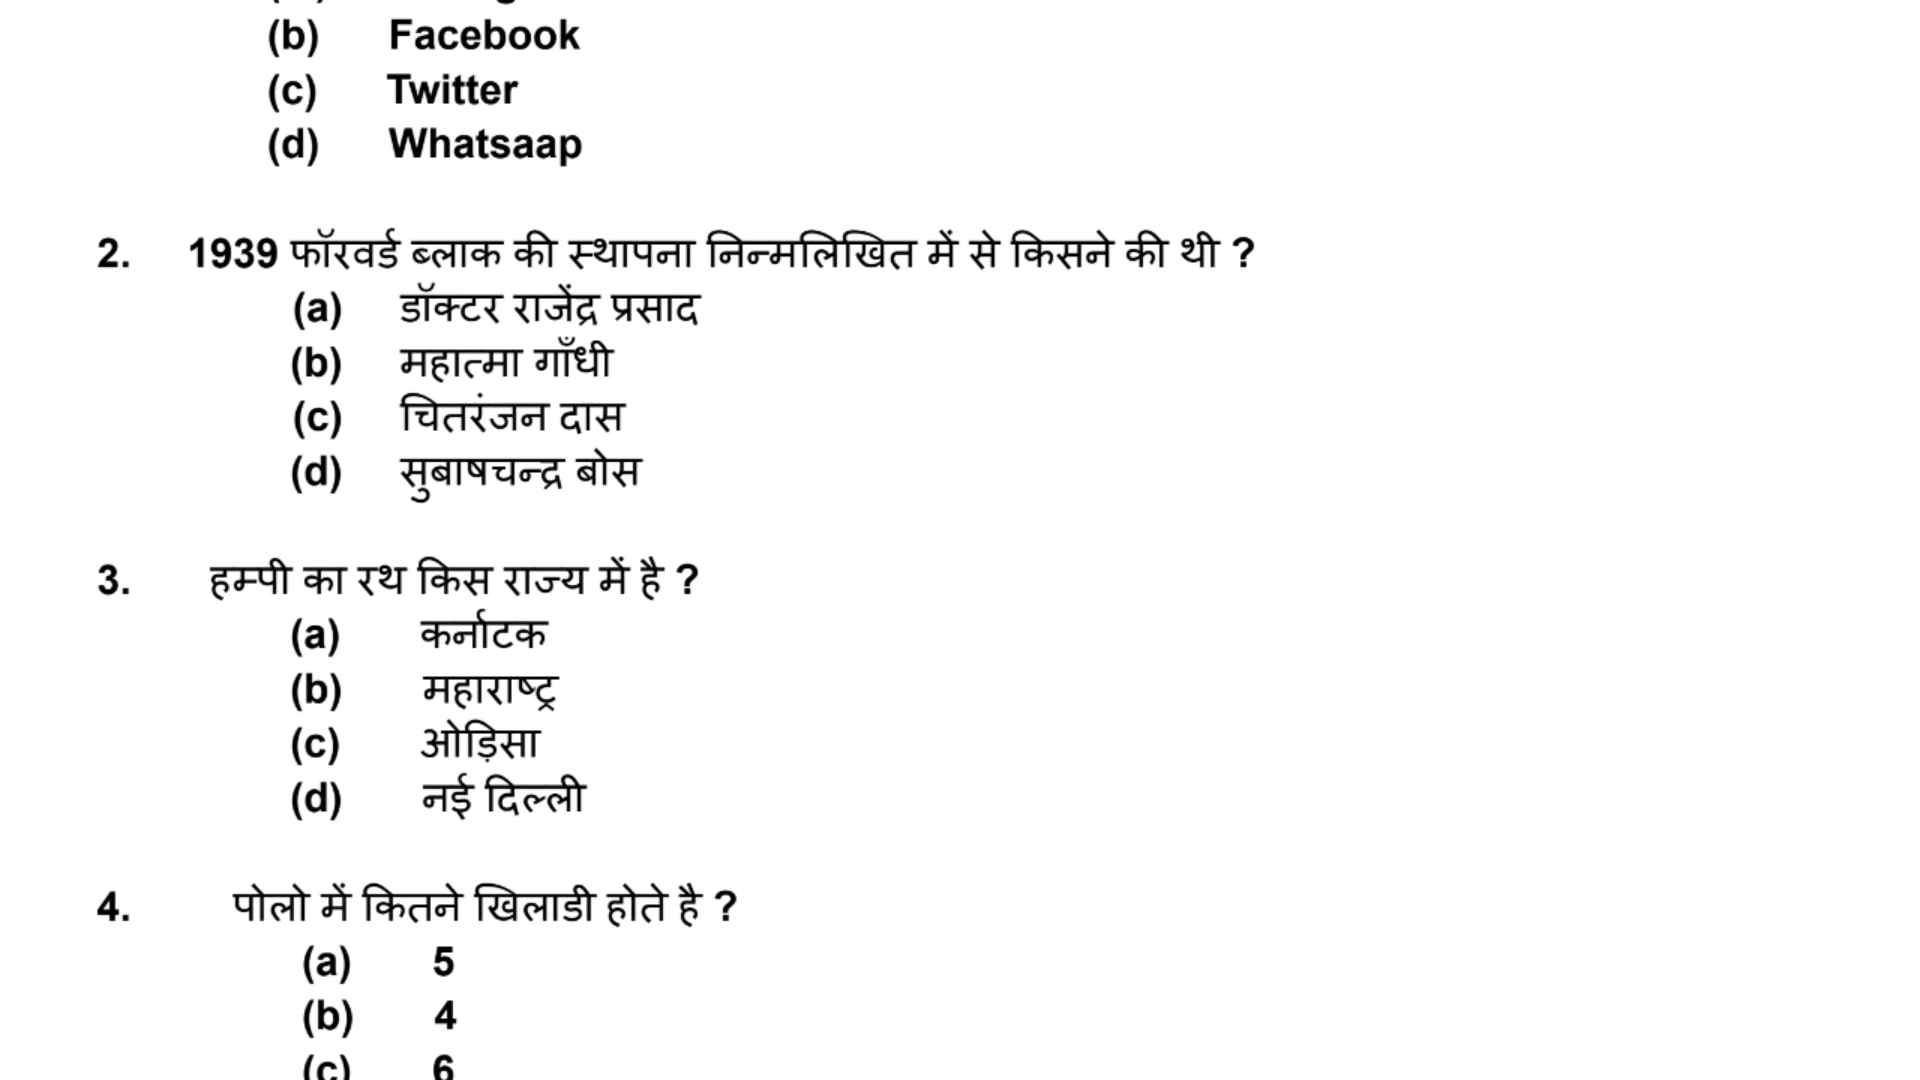 (b) Facebook
(c) Twitter
(d) Whatsaap
2. 1939 फॉरवर्ड ब्लाक की स्थापना निन्मलिखित में से किसने की थी ?
(a) डॉक्टर राजेंद्र प्रसाद
(b) महात्मा गाँधी
(c) चितरंजन दास
(d) सुबाषचन्द्र बोस
3. हम्पी का रथ किस राज्य में है ?
(a) कर्नाटक
(b) महाराष्ट्र
(c) ओड़िसा
(d) नई दिल्ली
4. पोलो में कितने खिलाडी होते है ?
(a) 5
(b) 4
(c) 6